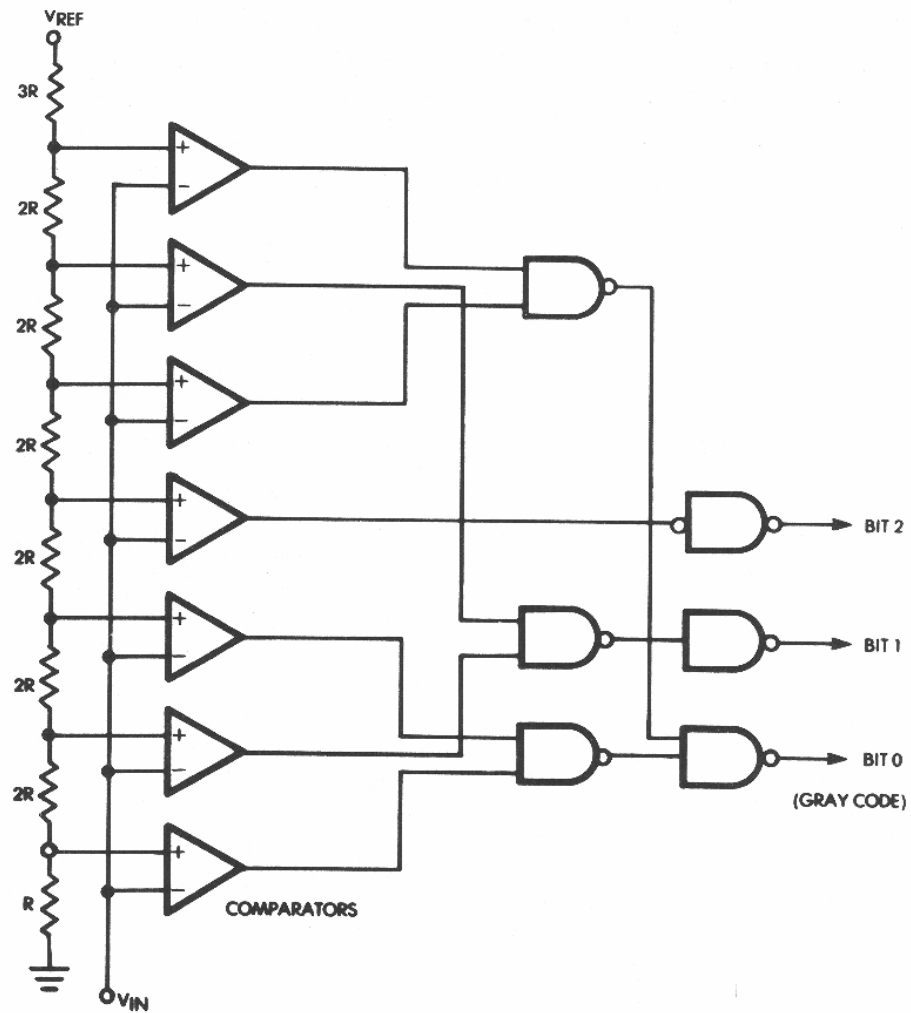 VREF
3R
+
−
2R
+
−
2R
+
−
2R
+
−
BIT 2
2R
+
−
BIT 1
2R
+
−
BIT 0
2R
(GRAY CODE)
+
−
R
COMPARATORS
VIN